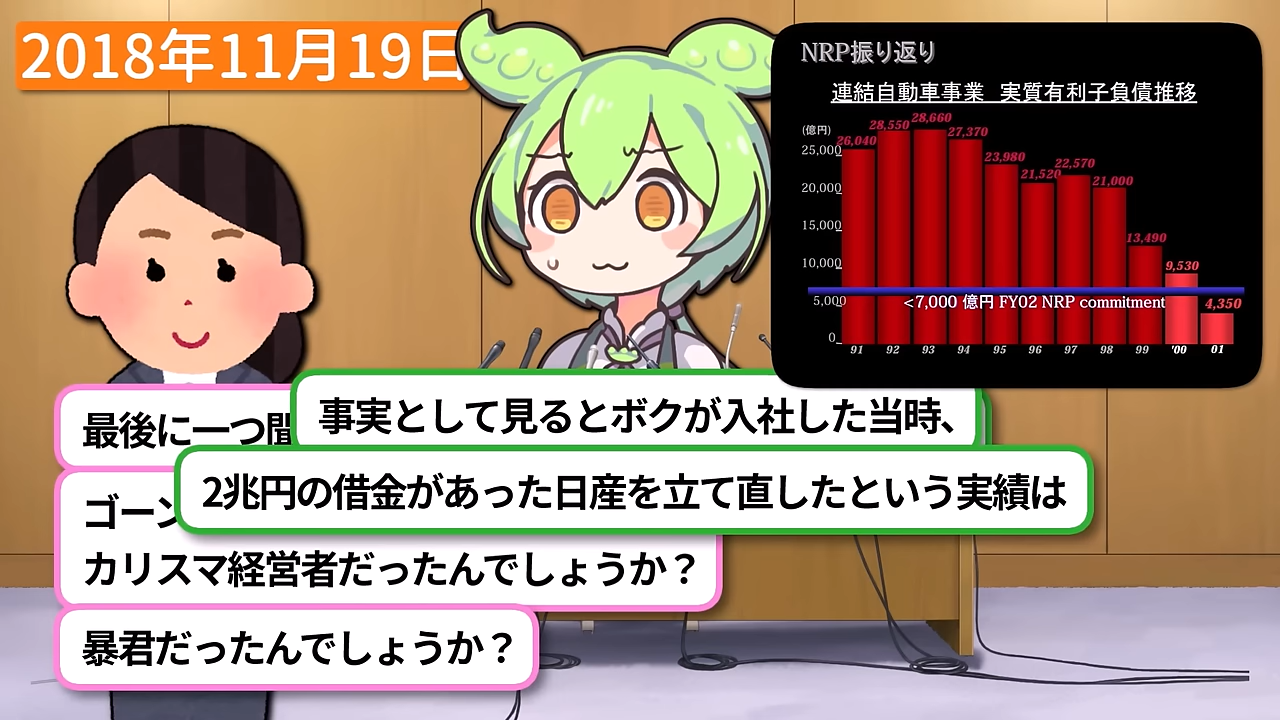 2018年11月19日
NRP振り返り
連結自動車事業　実質有利子負債推移
(億円)
26,040
28,550
28,660
27,370
23,980
21,520
22,570
21,000
13,490
9,530
4,350
25,000
20,000
15,000
10,000
5,000
0
<7,000 億円 FY02 NRP commitment
91 92 93 94 95 96 97 98 99 '00 01
最後に一つ聞
事実として見るとボクが入社した当時、
2兆円の借金があった日産を立て直したという実績は
ゴーン
カリスマ経営者だったんでしょうか？
暴君だったんでしょうか？